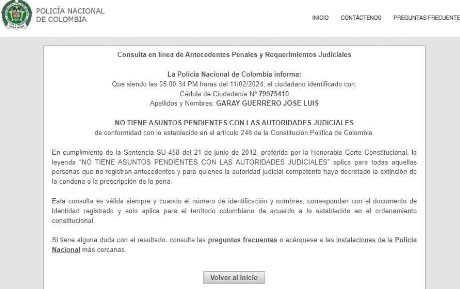 POLICÍA NACIONAL
DE COLOMBIA
INICIO CONTÁCTENOS PREGUNTAS FRECUENTE
Consulta en línea de Antecedentes Penales y Requerimientos Judiciales
La Policía Nacional de Colombia informa:
Que siendo las 05:00:34 PM horas del 11/02/2024, el ciudadano identificado con:
Cédula de Ciudadanía Nº 79975410
Apellidos y Nombres: GARAY GUERRERO JOSE LUIS
NO TIENE ASUNTOS PENDIENTES CON LAS AUTORIDADES JUDICIALES
de conformidad con lo establecido en el artículo 248 de la Constitución Política de Colombia.
En cumplimiento de la Sentencia SU-458 del 21 de junio de 2012, proferida por la Honorable Corte Constitucional, la
leyenda "NO TIENE ASUNTOS PENDIENTES CON LAS AUTORIDADES JUDICIALES" aplica para todas aquellas
personas que no registran antecedentes y para quienes la autoridad judicial competente haya decretado la extinción de
la condena o la prescripción de la pena.
Esta consulta es válida siempre y cuando el número de identificación y nombres, correspondan con el documento de
identidad registrado y solo aplica para el territorio colombiano de acuerdo a lo establecido en el ordenamiento
constitucional.
Si tiene alguna duda con el resultado, consulte las preguntas frecuentes o acérquese a las instalaciones de la Policía
Nacional más cercanas.
Volver al Inicio